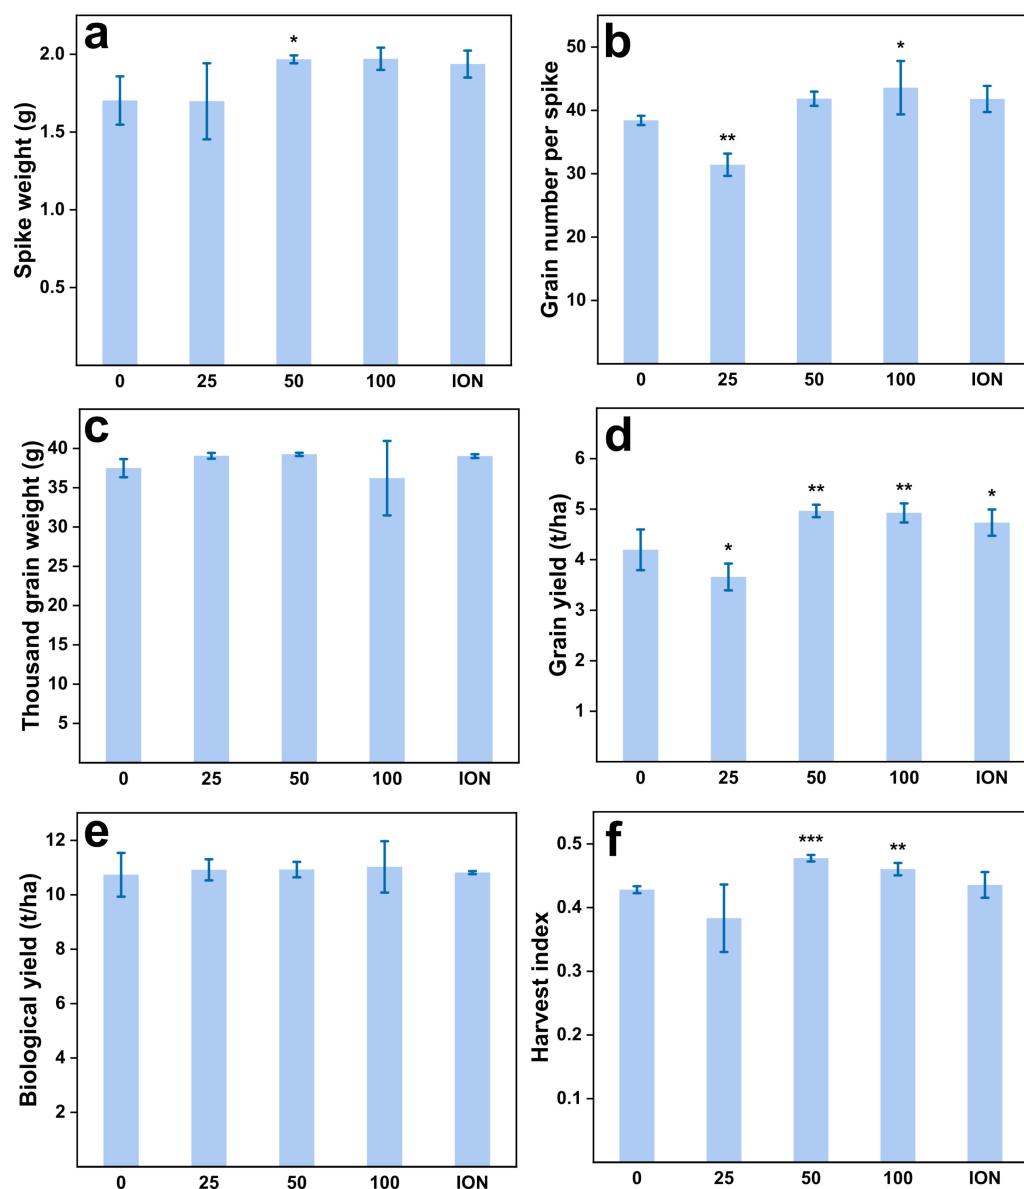 a
*
2.0
1.5
1.0
0.5
Spike weight (g)
0 25 50 100 ION
b
*
**
50
40
30
20
10
Grain number per spike
0 25 50 100 ION
c
40
35
30
25
20
15
10
5
Thousand grain weight (g)
0 25 50 100 ION
d
** ** *
*
6
5
4
3
2
1
Grain yield (t/ha)
0 25 50 100 ION
e
12
10
8
6
4
2
Biological yield (t/ha)
0 25 50 100 ION
f
*** **
0.5
0.4
0.3
0.2
0.1
Harvest index
0 25 50 100 ION